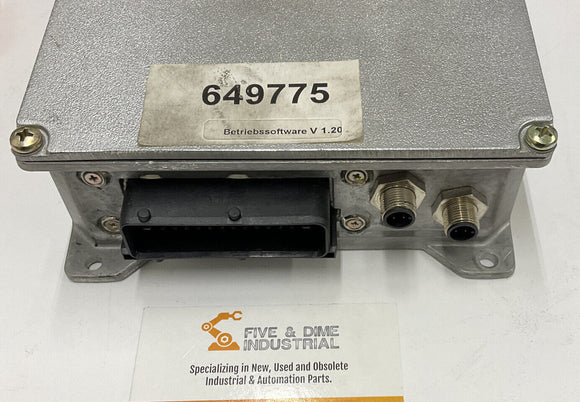 649775
Betriebssoftware V 1.20
FIVE & DIME
INDUSTRIAL
Specializing in New, Used and Obsolete
Industrial & Automation Parts.